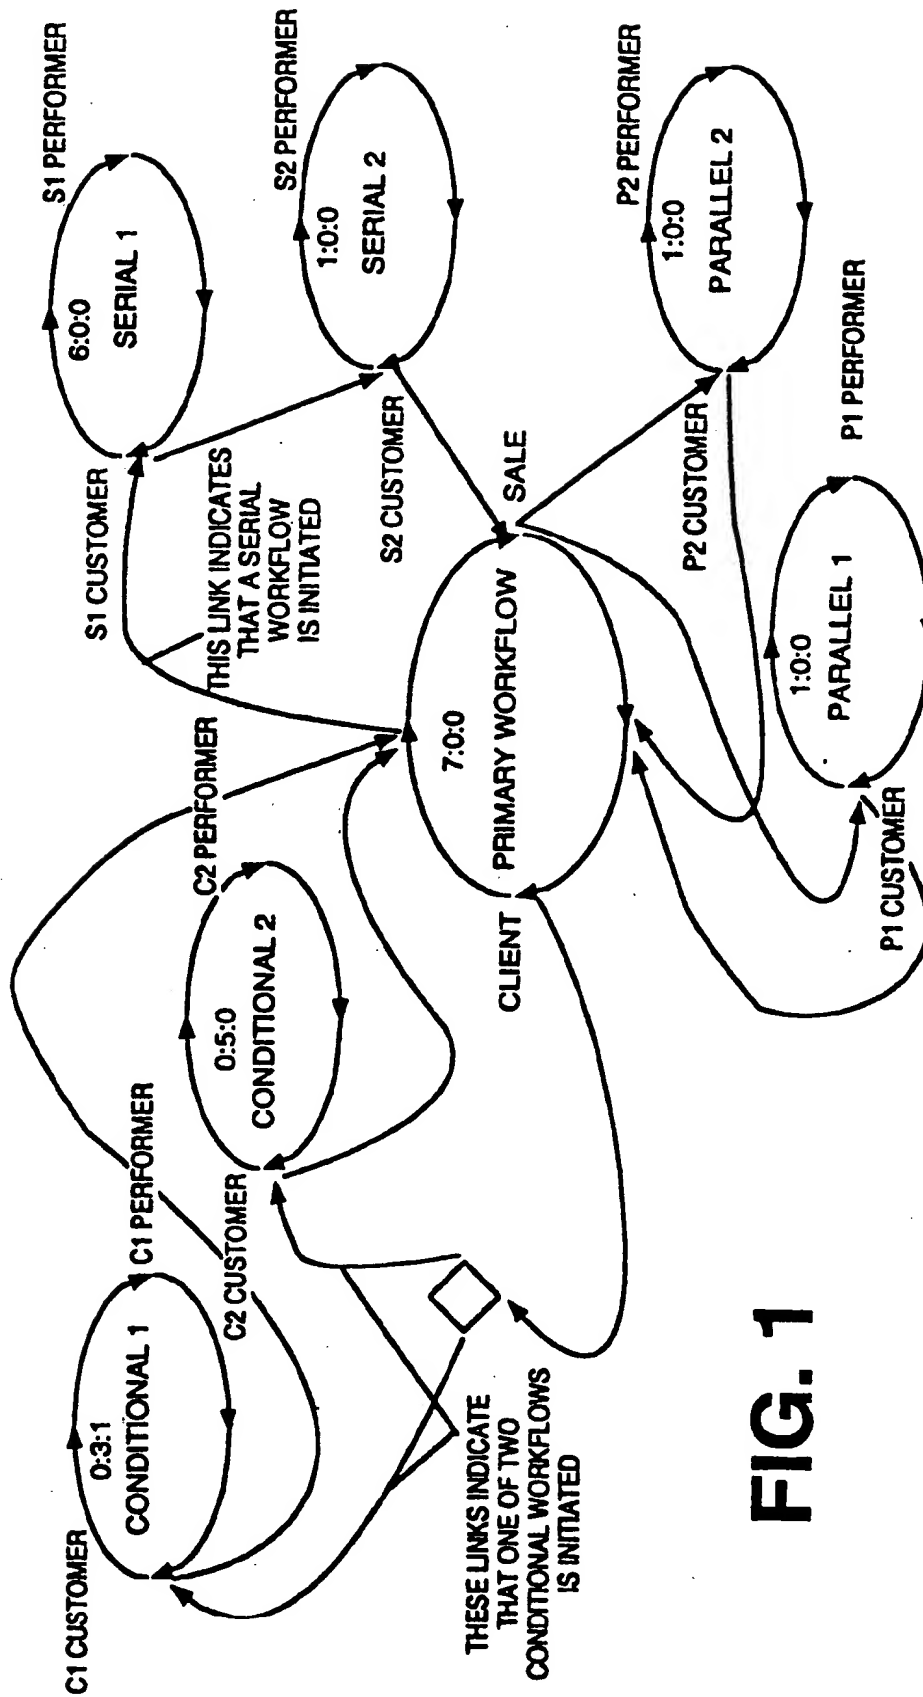 C1 CUSTOMER
0:3:1
CONDITIONAL 1
C1 PERFORMER
C2 CUSTOMER
0:5:0
CONDITIONAL 2
C2 PERFORMER
THESE LINKS INDICATE
THAT ONE OF TWO
CONDITIONAL WORKFLOWS
IS INITIATED
S1 CUSTOMER
6:0:0
SERIAL 1
S1 PERFORMER
THIS LINK INDICATES
THAT A SERIAL
WORKFLOW
IS INITIATED
S2 CUSTOMER
1:0:0
SERIAL 2
S2 PERFORMER
CLIENT
7:0:0
PRIMARY WORKFLOW
SALE
P2 CUSTOMER
1:0:0
PARALLEL 2
P2 PERFORMER
P1 CUSTOMER
1:0:0
PARALLEL 1
P1 PERFORMER
FIG. 1